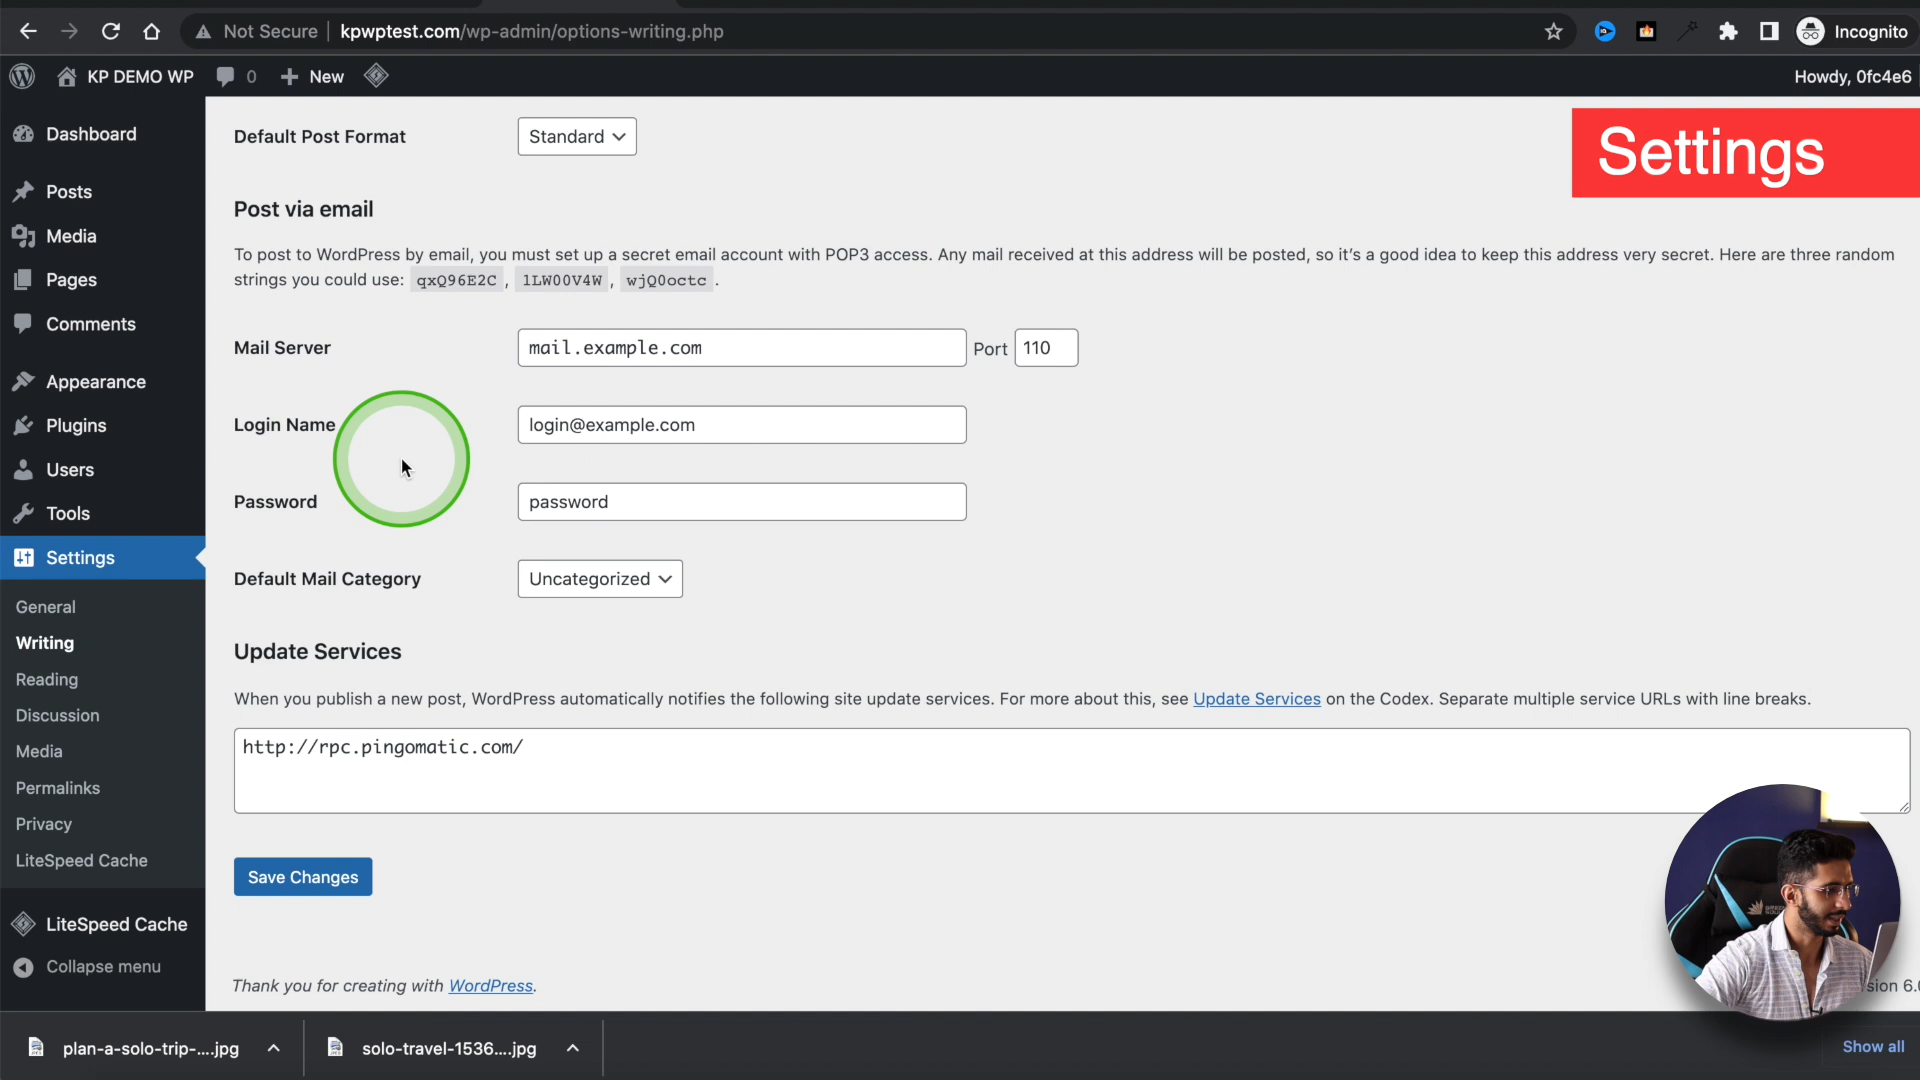 Not Secure
kpwptest.com/wp-admin/options-writing.php
Incognito
KP DEMO WP
0
New
Howdy, 0fc4e6
Dashboard
Posts
Media
Pages
Comments
Appearance
Plugins
Users
Tools
Settings
General
Writing
Reading
Discussion
Media
Permalinks
Privacy
LiteSpeed Cache
LiteSpeed Cache
Collapse menu
Settings
Default Post Format
Standard
Post via email
To post to WordPress by email, you must set up a secret email account with POP3 access. Any mail received at this address will be posted, so it's a good idea to keep this address very secret. Here are three random
strings you could use: qxQ96E2C , 1LW00V4W , wjQ0octc .
Mail Server
mail.example.com
Port
110
Login Name
login@example.com
Password
password
Default Mail Category
Uncategorized
Update Services
When you publish a new post, WordPress automatically notifies the following site update services. For more about this, see Update Services on the Codex. Separate multiple service URLs with line breaks.
http://rpc.pingomatic.com/
Save Changes
Thank you for creating with WordPress.
plan-a-solo-trip-....jpg
solo-travel-1536....jpg
Show all